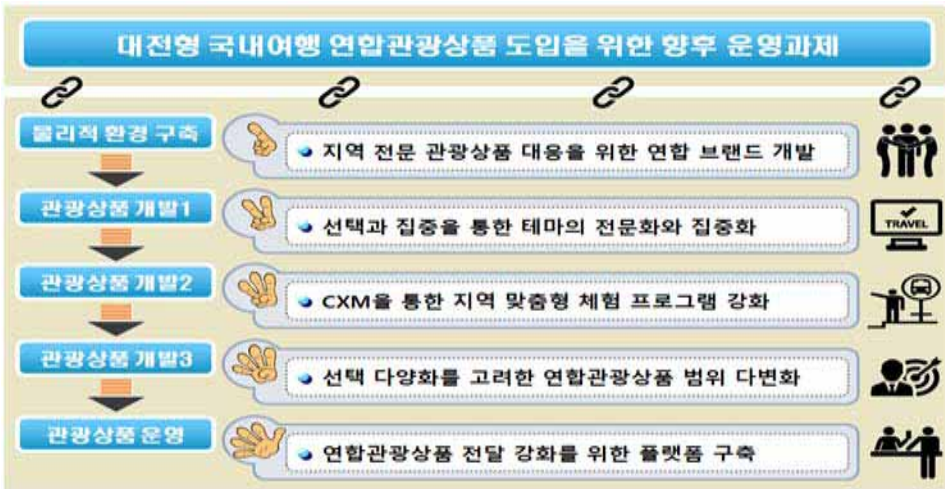 대전형 국내여행 연합관광상품 도입을 위한 향후 운영과제
물리적 환경 구축
지역 전문 관광상품 대응을 위한 연합 브랜드 개발
관광상품 개발1
선택과 집중을 통한 테마의 전문화와 집중화
TRAVEL
관광상품 개발2
CXM을 통한 지역 맞춤형 체험 프로그램 강화
관광상품 개발3
선택 다양화를 고려한 연합관광상품 범위 다변화
관광상품 운영
연합관광상품 전달 강화를 위한 플랫폼 구축